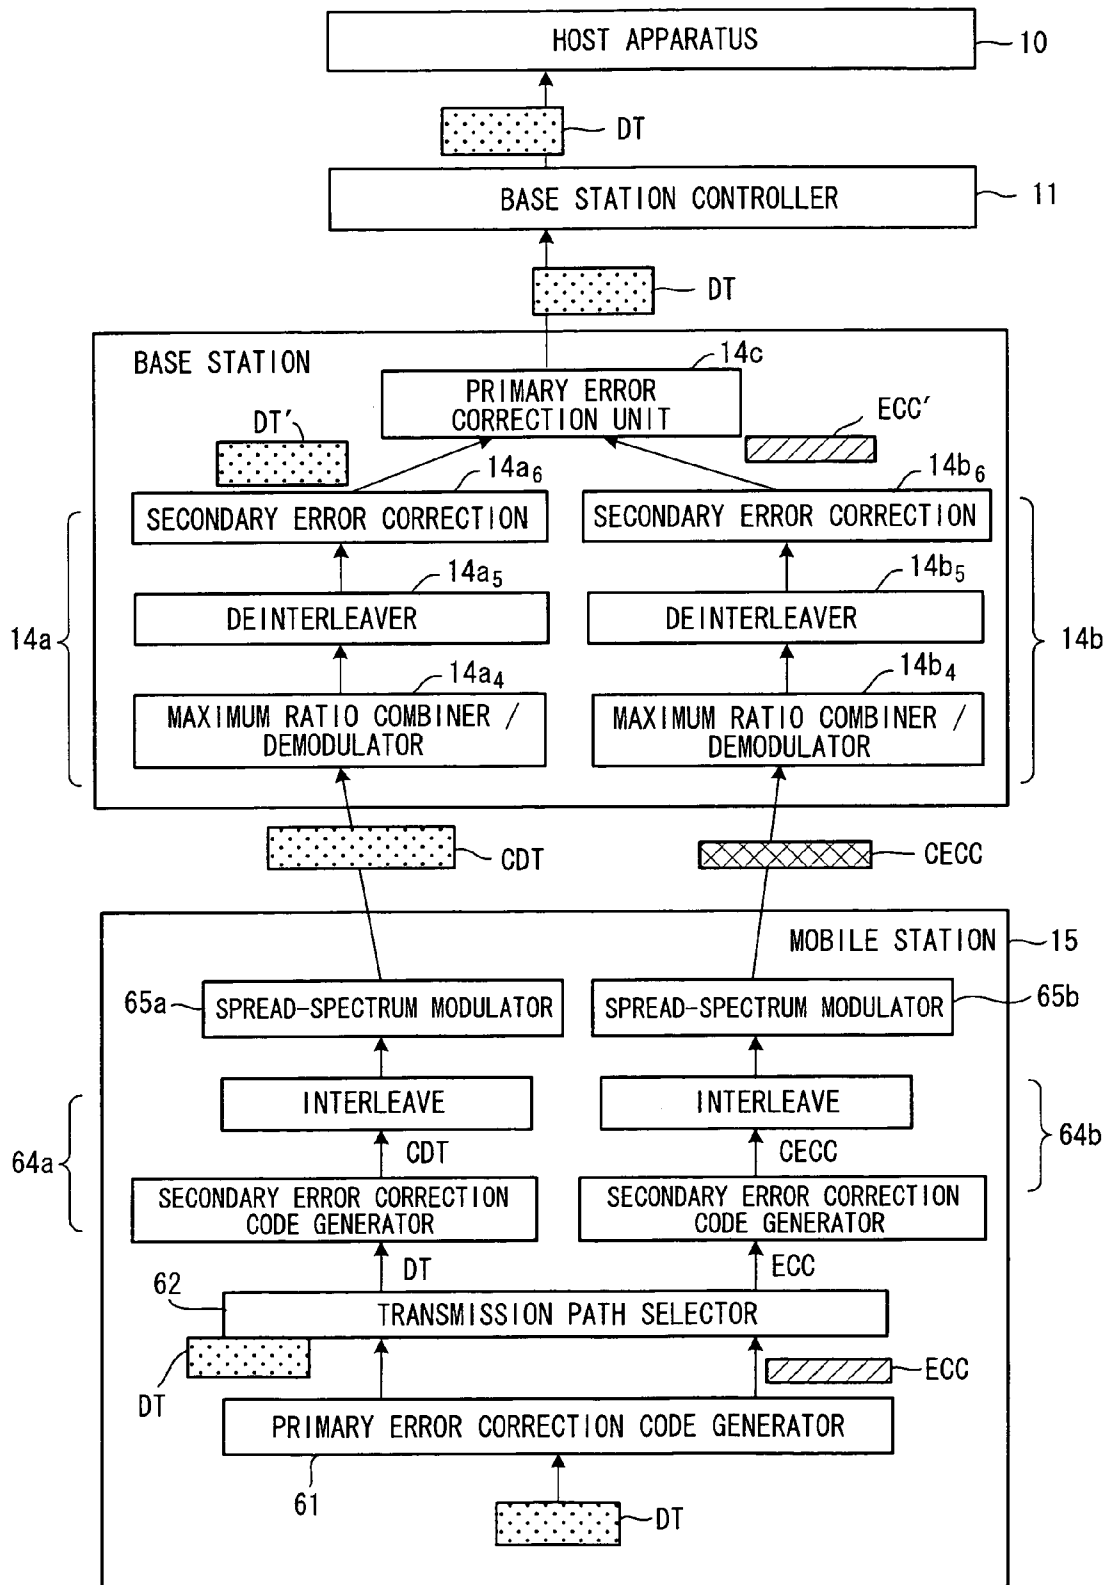 HOST APPARATUS
10
DT
BASE STATION CONTROLLER
11
DT
BASE STATION
14c
PRIMARY ERROR
CORRECTION UNIT
DT'
ECC'
14a6
14b6
SECONDARY ERROR CORRECTION
SECONDARY ERROR CORRECTION
14a5
14b5
14a
DEINTERLEAVER
DEINTERLEAVER
14b
14a4
14b4
MAXIMUM RATIO COMBINER /
DEMODULATOR
MAXIMUM RATIO COMBINER /
DEMODULATOR
CDT
CECC
MOBILE STATION
15
65a
SPREAD-SPECTRUM MODULATOR
SPREAD-SPECTRUM MODULATOR
65b
INTERLEAVE
INTERLEAVE
64a
CDT
CECC
64b
SECONDARY ERROR CORRECTION
CODE GENERATOR
SECONDARY ERROR CORRECTION
CODE GENERATOR
DT
ECC
62
TRANSMISSION PATH SELECTOR
DT
ECC
PRIMARY ERROR CORRECTION CODE GENERATOR
61
DT